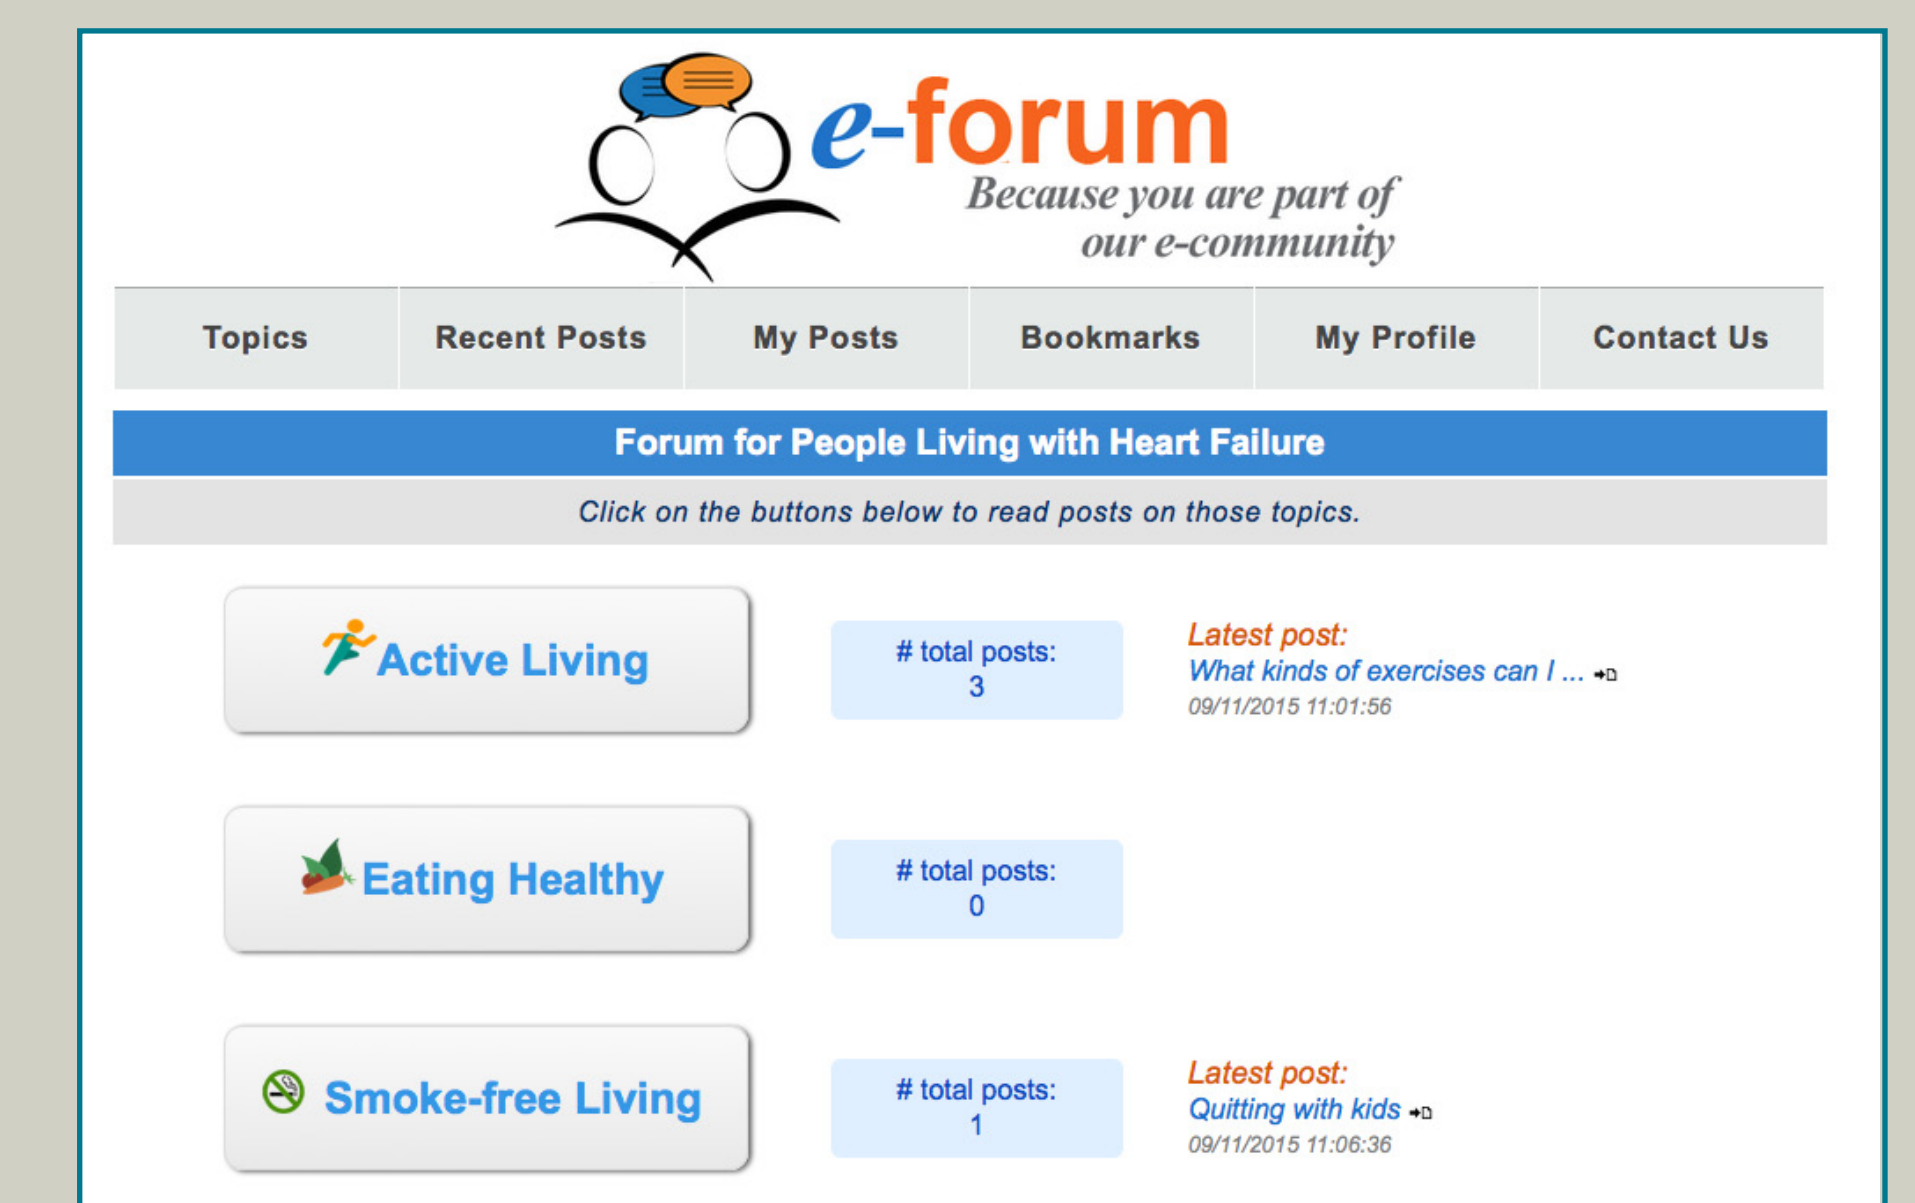 e-forum
Because you are part of
our e-community
Topics Recent Posts My Posts Bookmarks My Profile Contact Us
Forum for People Living with Heart Failure
Click on the buttons below to read posts on those topics.
Active Living
# total posts:
3
Latest post:
What kinds of exercises can I ...
09/11/2015 11:01:56
Eating Healthy
# total posts:
0
Smoke-free Living
# total posts:
1
Latest post:
Quitting with kids
09/11/2015 11:06:36